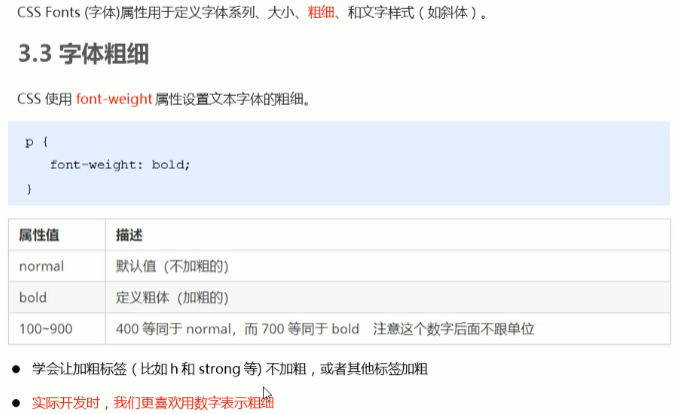 CSS Fonts (字体)属性用于定义字体系列、大小、粗细、和文字样式（如斜体）。
3.3 字体粗细
CSS 使用 font-weight 属性设置文本字体的粗细。
p {
font-weight: bold;
}
属性值 描述
normal 默认值（不加粗的）
bold 定义粗体（加粗的）
100~900 400 等同于 normal，而 700 等同于 bold 注意这个数字后面不跟单位
● 学会让加粗标签（比如 h 和 strong 等) 不加粗，或者其他标签加粗
● 实际开发时，我们更喜欢用数字表示粗细